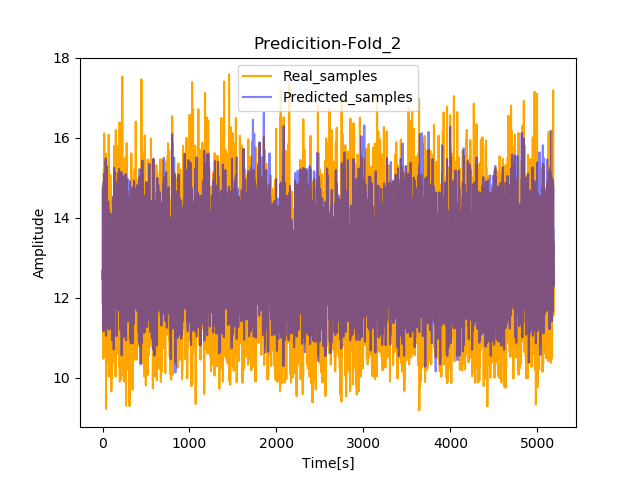 Predicition-Fold_2
Real_samples
Predicted_samples
18
16
14
12
10
Amplitude
0
1000
2000
3000
4000
5000
Time[s]